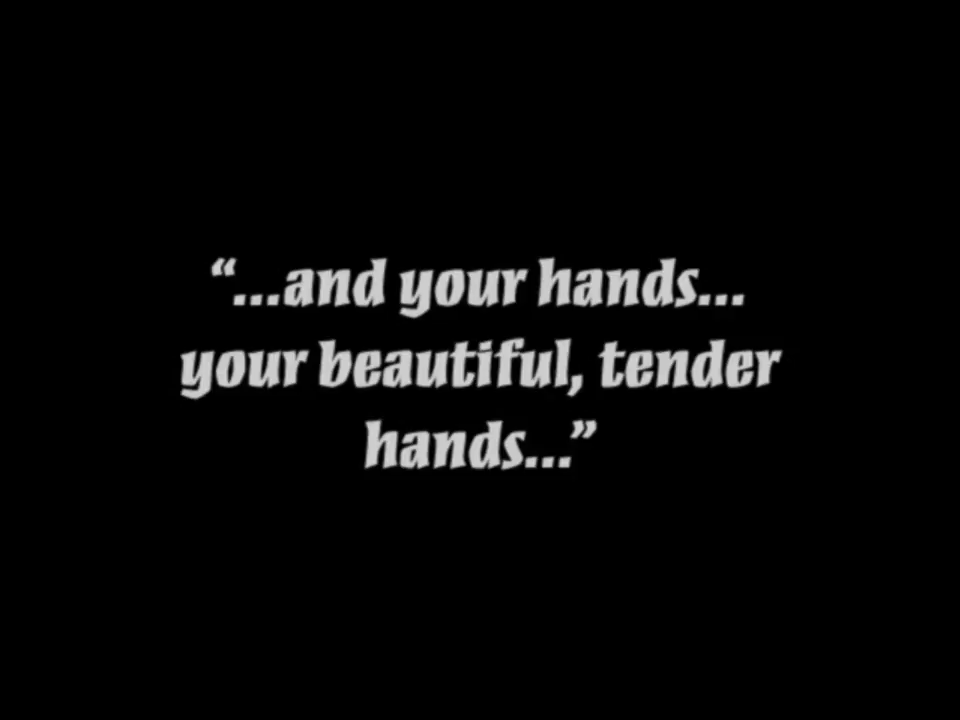 “...and your hands...
your beautiful, tender
hands...”